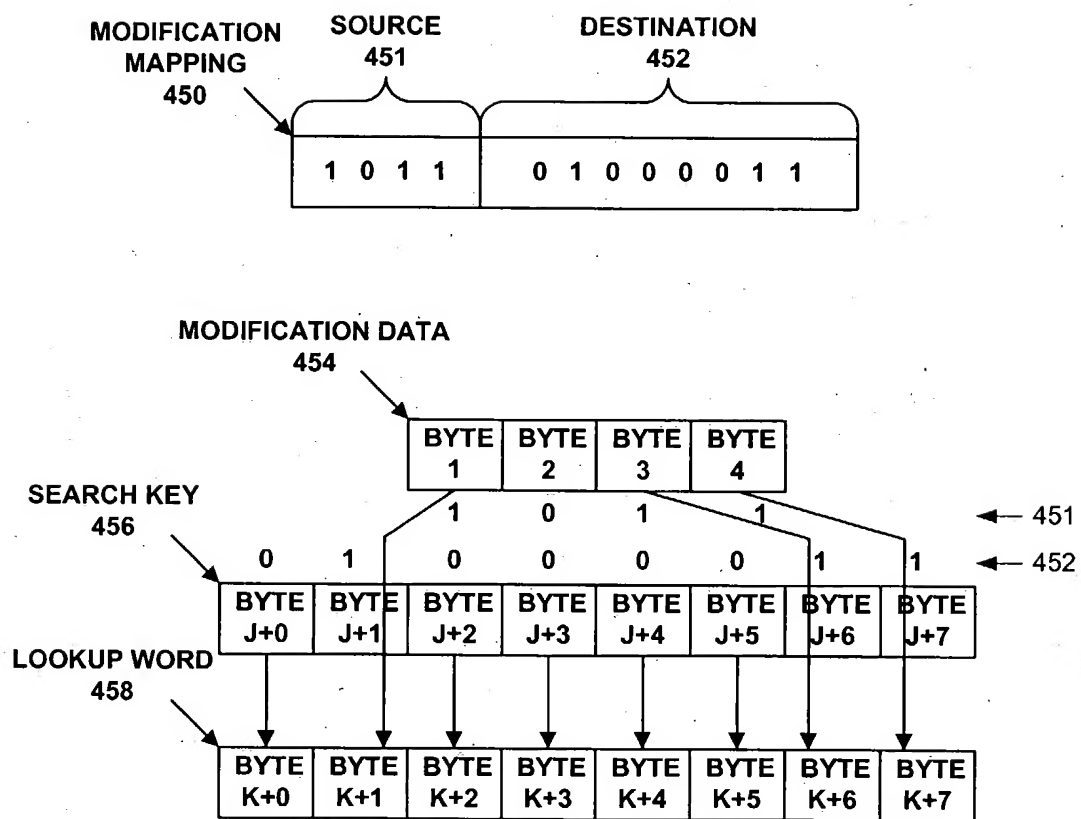 MODIFICATION MAPPING 450
SOURCE 451
DESTINATION 452
1 0 1 1
0 1 0 0 0 0 1 1
MODIFICATION DATA
454
BYTE 1 BYTE 2 BYTE 3 BYTE 4
SEARCH KEY
456
1 0 1 1 451
0 1 0 0 0 0 1 1 452
BYTE J+0 BYTE J+1 BYTE J+2 BYTE J+3 BYTE J+4 BYTE J+5 BYTE J+6 BYTE J+7
LOOKUP WORD
458
BYTE K+0 BYTE K+1 BYTE K+2 BYTE K+3 BYTE K+4 BYTE K+5 BYTE K+6 BYTE K+7